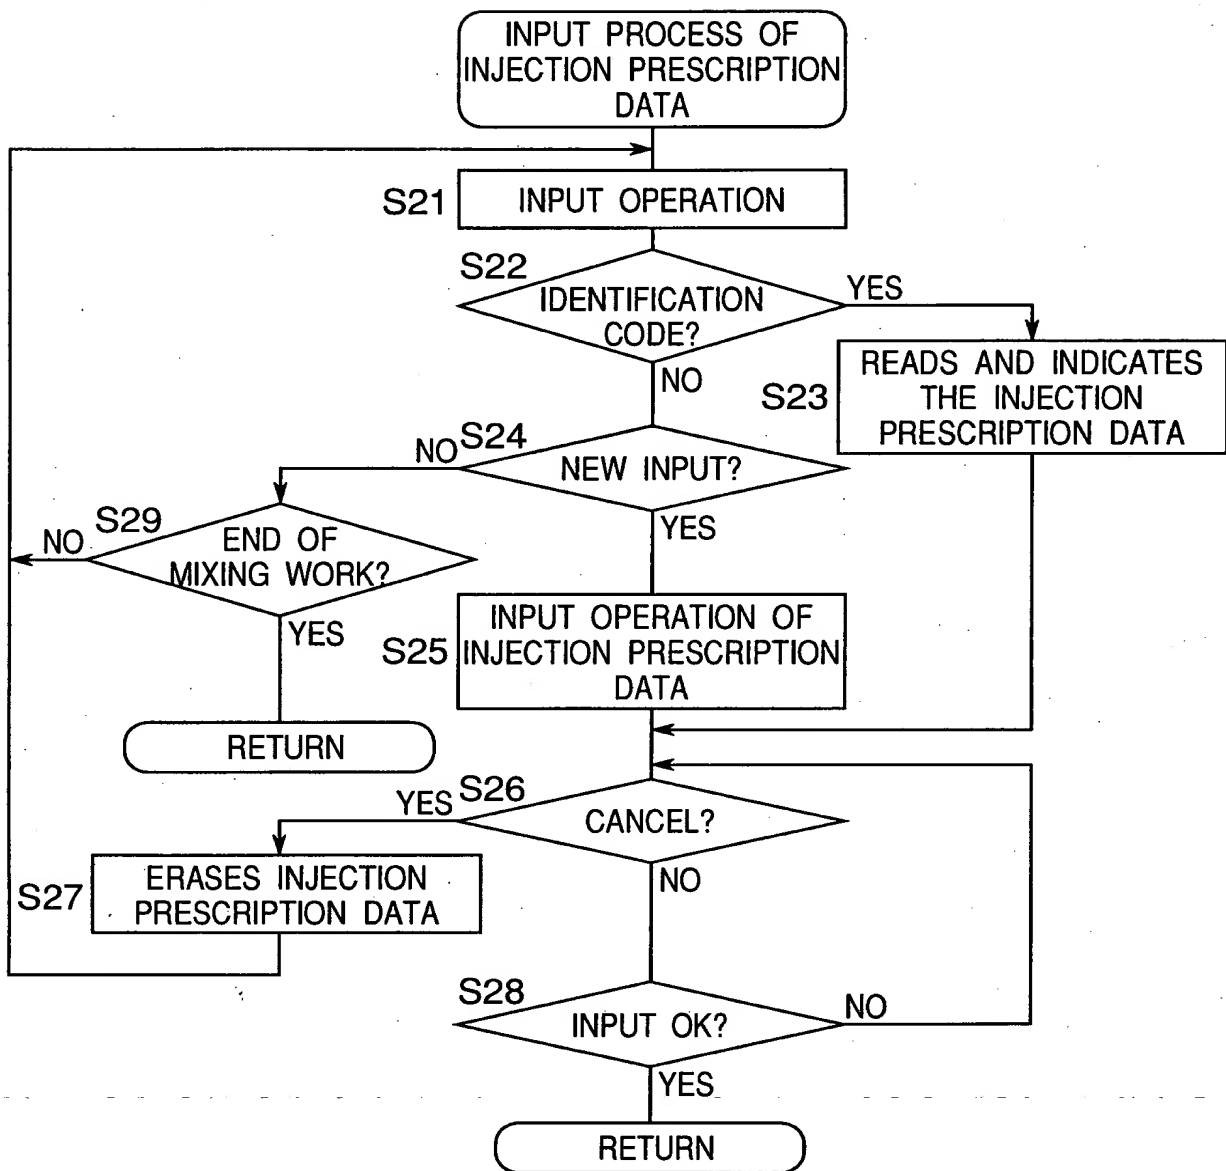 INPUT PROCESS OF
INJECTION PRESCRIPTION
DATA
S21
INPUT OPERATION
S22
IDENTIFICATION
CODE?
YES
NO
S23
READS AND INDICATES
THE INJECTION
PRESCRIPTION DATA
S24
NO
NEW INPUT?
YES
S29
NO
END OF
MIXING WORK?
YES
RETURN
S25
INPUT OPERATION OF
INJECTION PRESCRIPTION
DATA
S26
YES
CANCEL?
NO
S27
ERASES INJECTION
PRESCRIPTION DATA
S28
INPUT OK?
NO
YES
RETURN